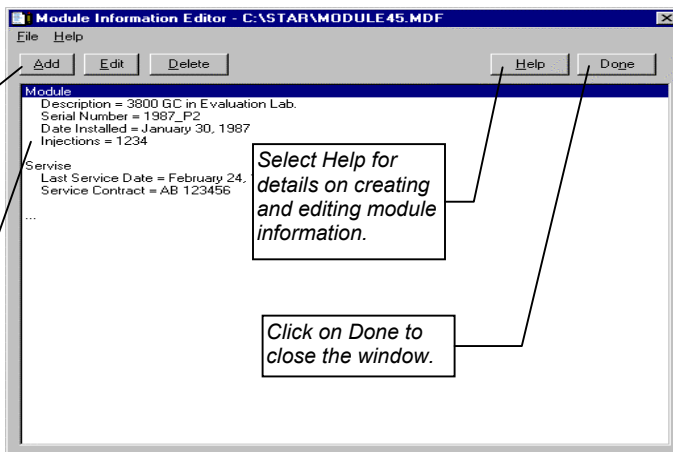 Module Information Editor - C:\STAR\MODULE45.MDF
File Help
Add Edit Delete Help Done
Module
Description = 3800 GC in Evaluation Lab.
Serial Number = 1987_P2
Date Installed = January 30, 1987
Injections = 1234
Servise
Last Service Date = February 24,
Service Contract = AB 123456
...
Select Help for
details on creating
and editing module
information.
Click on Done to
close the window.